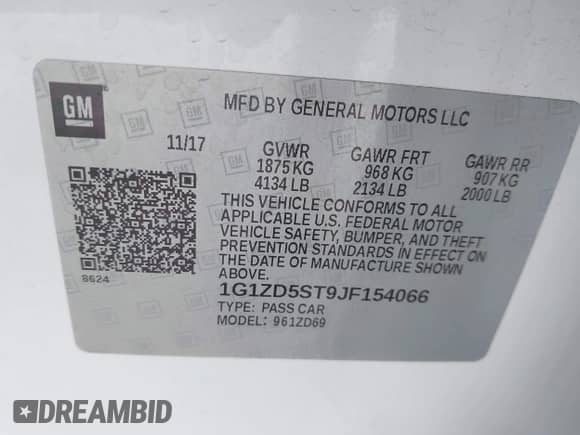 GM
MFD BY GENERAL MOTORS LLC
11/17
GVWR GAWR FRT GAWR RR
1875 KG 968 KG 907 KG
4134 LB 2134 LB 2000 LB
THIS VEHICLE CONFORMS TO ALL
APPLICABLE U.S. FEDERAL MOTOR
VEHICLE SAFETY, BUMPER, AND THEFT
PREVENTION STANDARDS IN EFFECT ON
THE DATE OF MANUFACTURE SHOWN
ABOVE.
8624
1G1ZD5ST9JF154066
TYPE: PASS CAR
MODEL: 961ZD69
DREAMBID